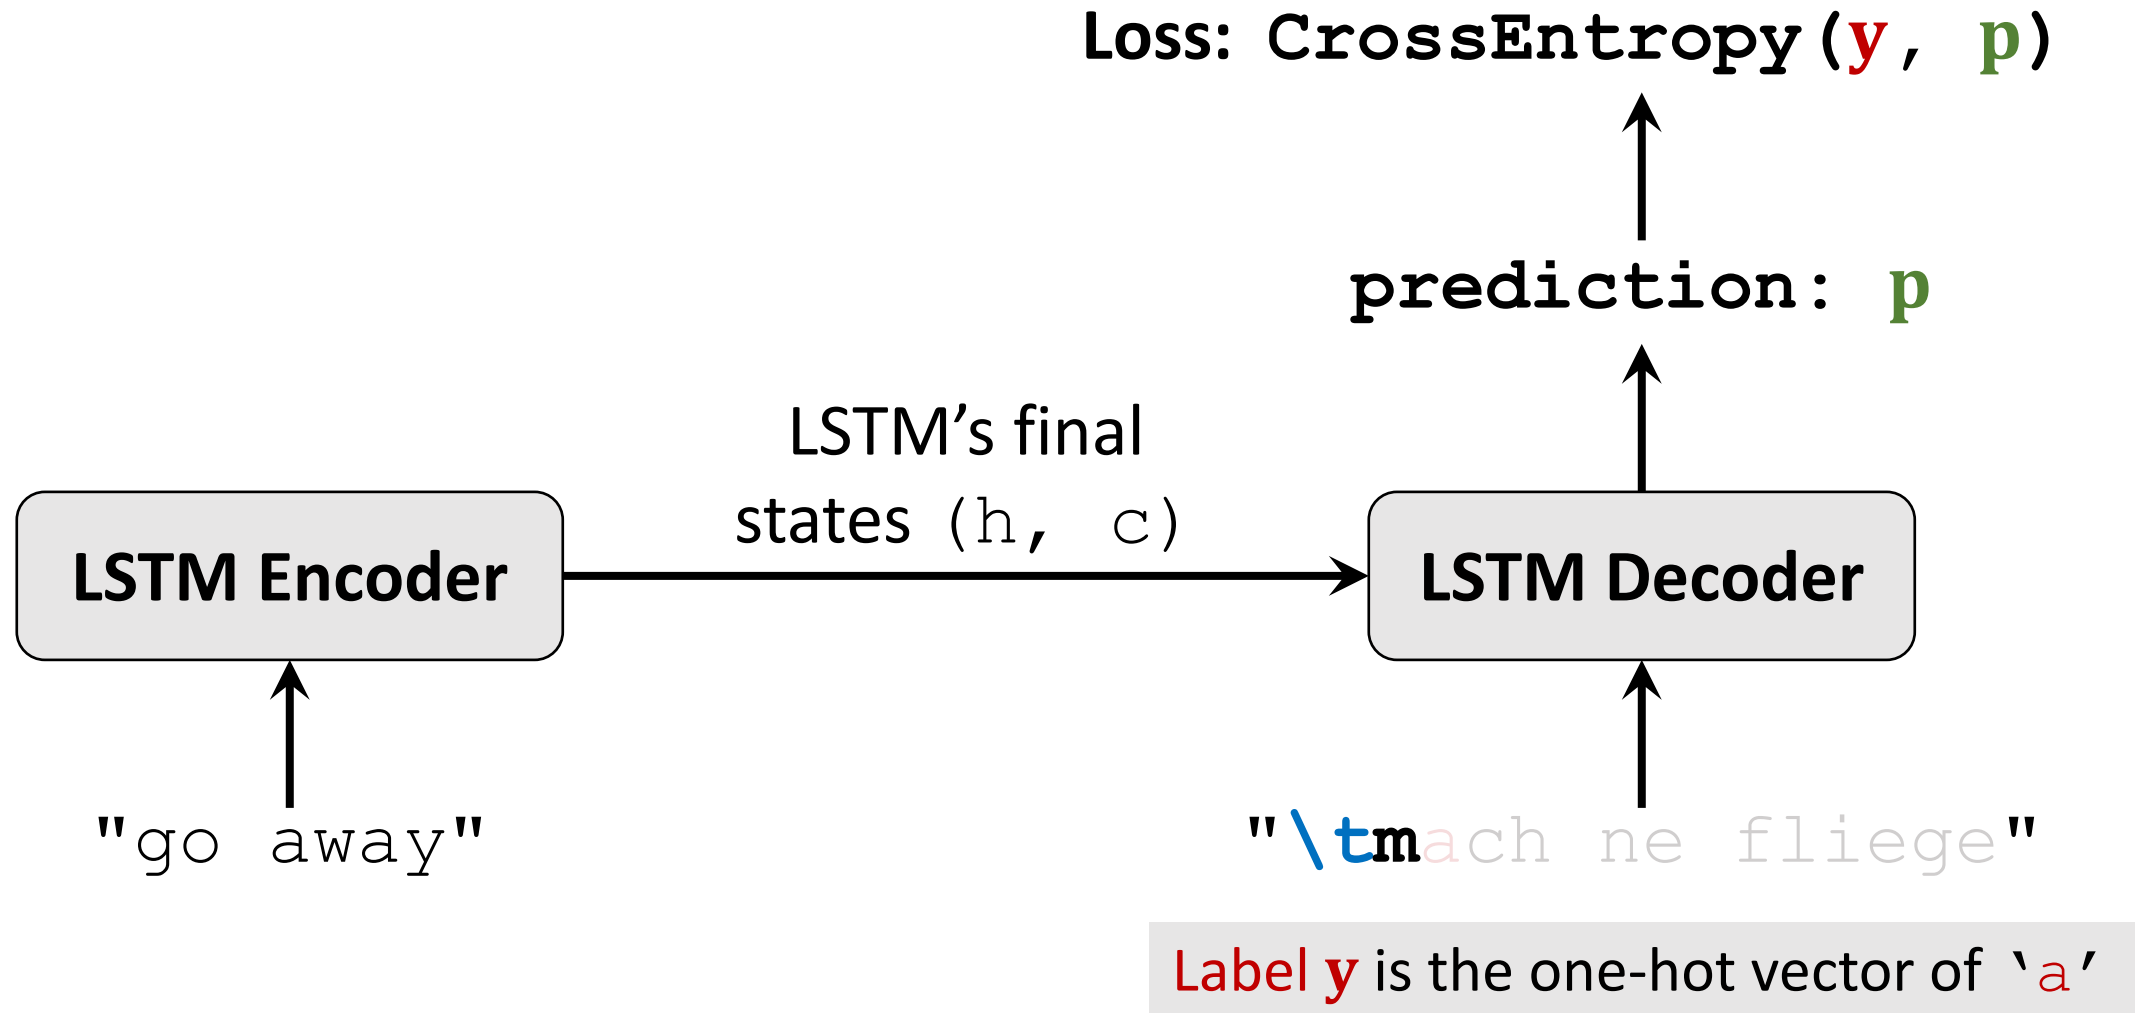 Loss: CrossEntropy(y, p)
prediction: p
LSTM’s final
states (h, c)
LSTM Encoder
LSTM Decoder
"go away"
"\tmach ne fliege"
Label y is the one-hot vector of ‘a’